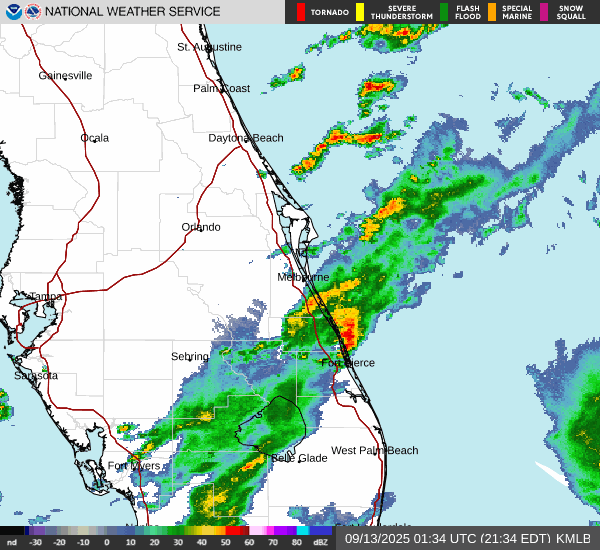 NATIONAL WEATHER SERVICE
TORNADO
SEVERE
THUNDERSTORM
FLASH
FLOOD
SPECIAL
MARINE
SNOW
SQUALL
St. Augustine
Gainesville
Palm Coast
Ocala
Daytona Beach
Orlando
Melbourne
Tampa
Sebring
Fort Pierce
Sarasota
West Palm Beach
Belle Glade
Fort Myers
nd -30 -20 -10 0 10 20 30 40 50 60 70 80 dBZ
09/13/2025 01:34 UTC (21:34 EDT) KMLB